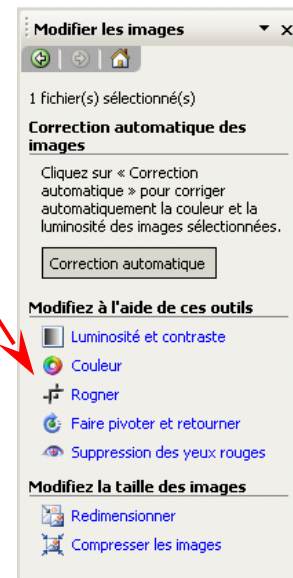 Modifier les images
1 fichier(s) sélectionné(s)
Correction automatique des
images
Cliquez sur « Correction
automatique » pour corriger
automatiquement la couleur et la
luminosité des images sélectionnées.
Correction automatique
Modifiez à l'aide de ces outils
Luminosité et contraste
Couleur
Rogner
Faire pivoter et retourner
Suppression des yeux rouges
Modifiez la taille des images
Redimensionner
Compresser les images